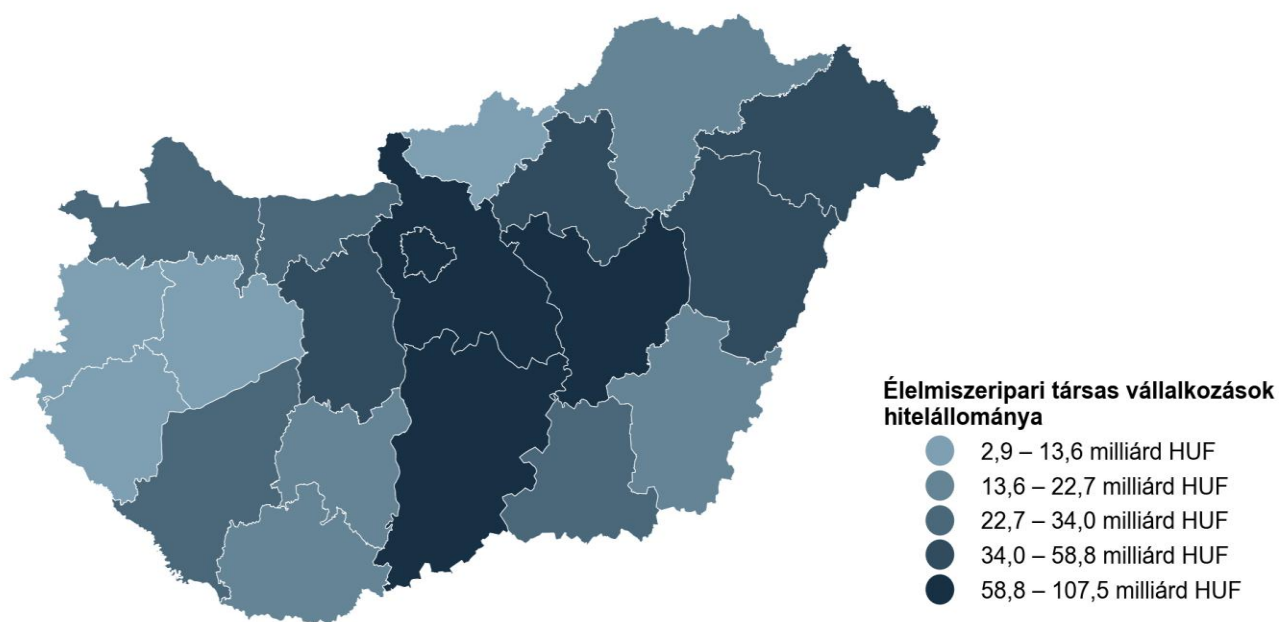 Élelmiszeripari társas vállalkozások
hitelállománya
2,9 – 13,6 milliárd HUF
13,6 – 22,7 milliárd HUF
22,7 – 34,0 milliárd HUF
34,0 – 58,8 milliárd HUF
58,8 – 107,5 milliárd HUF